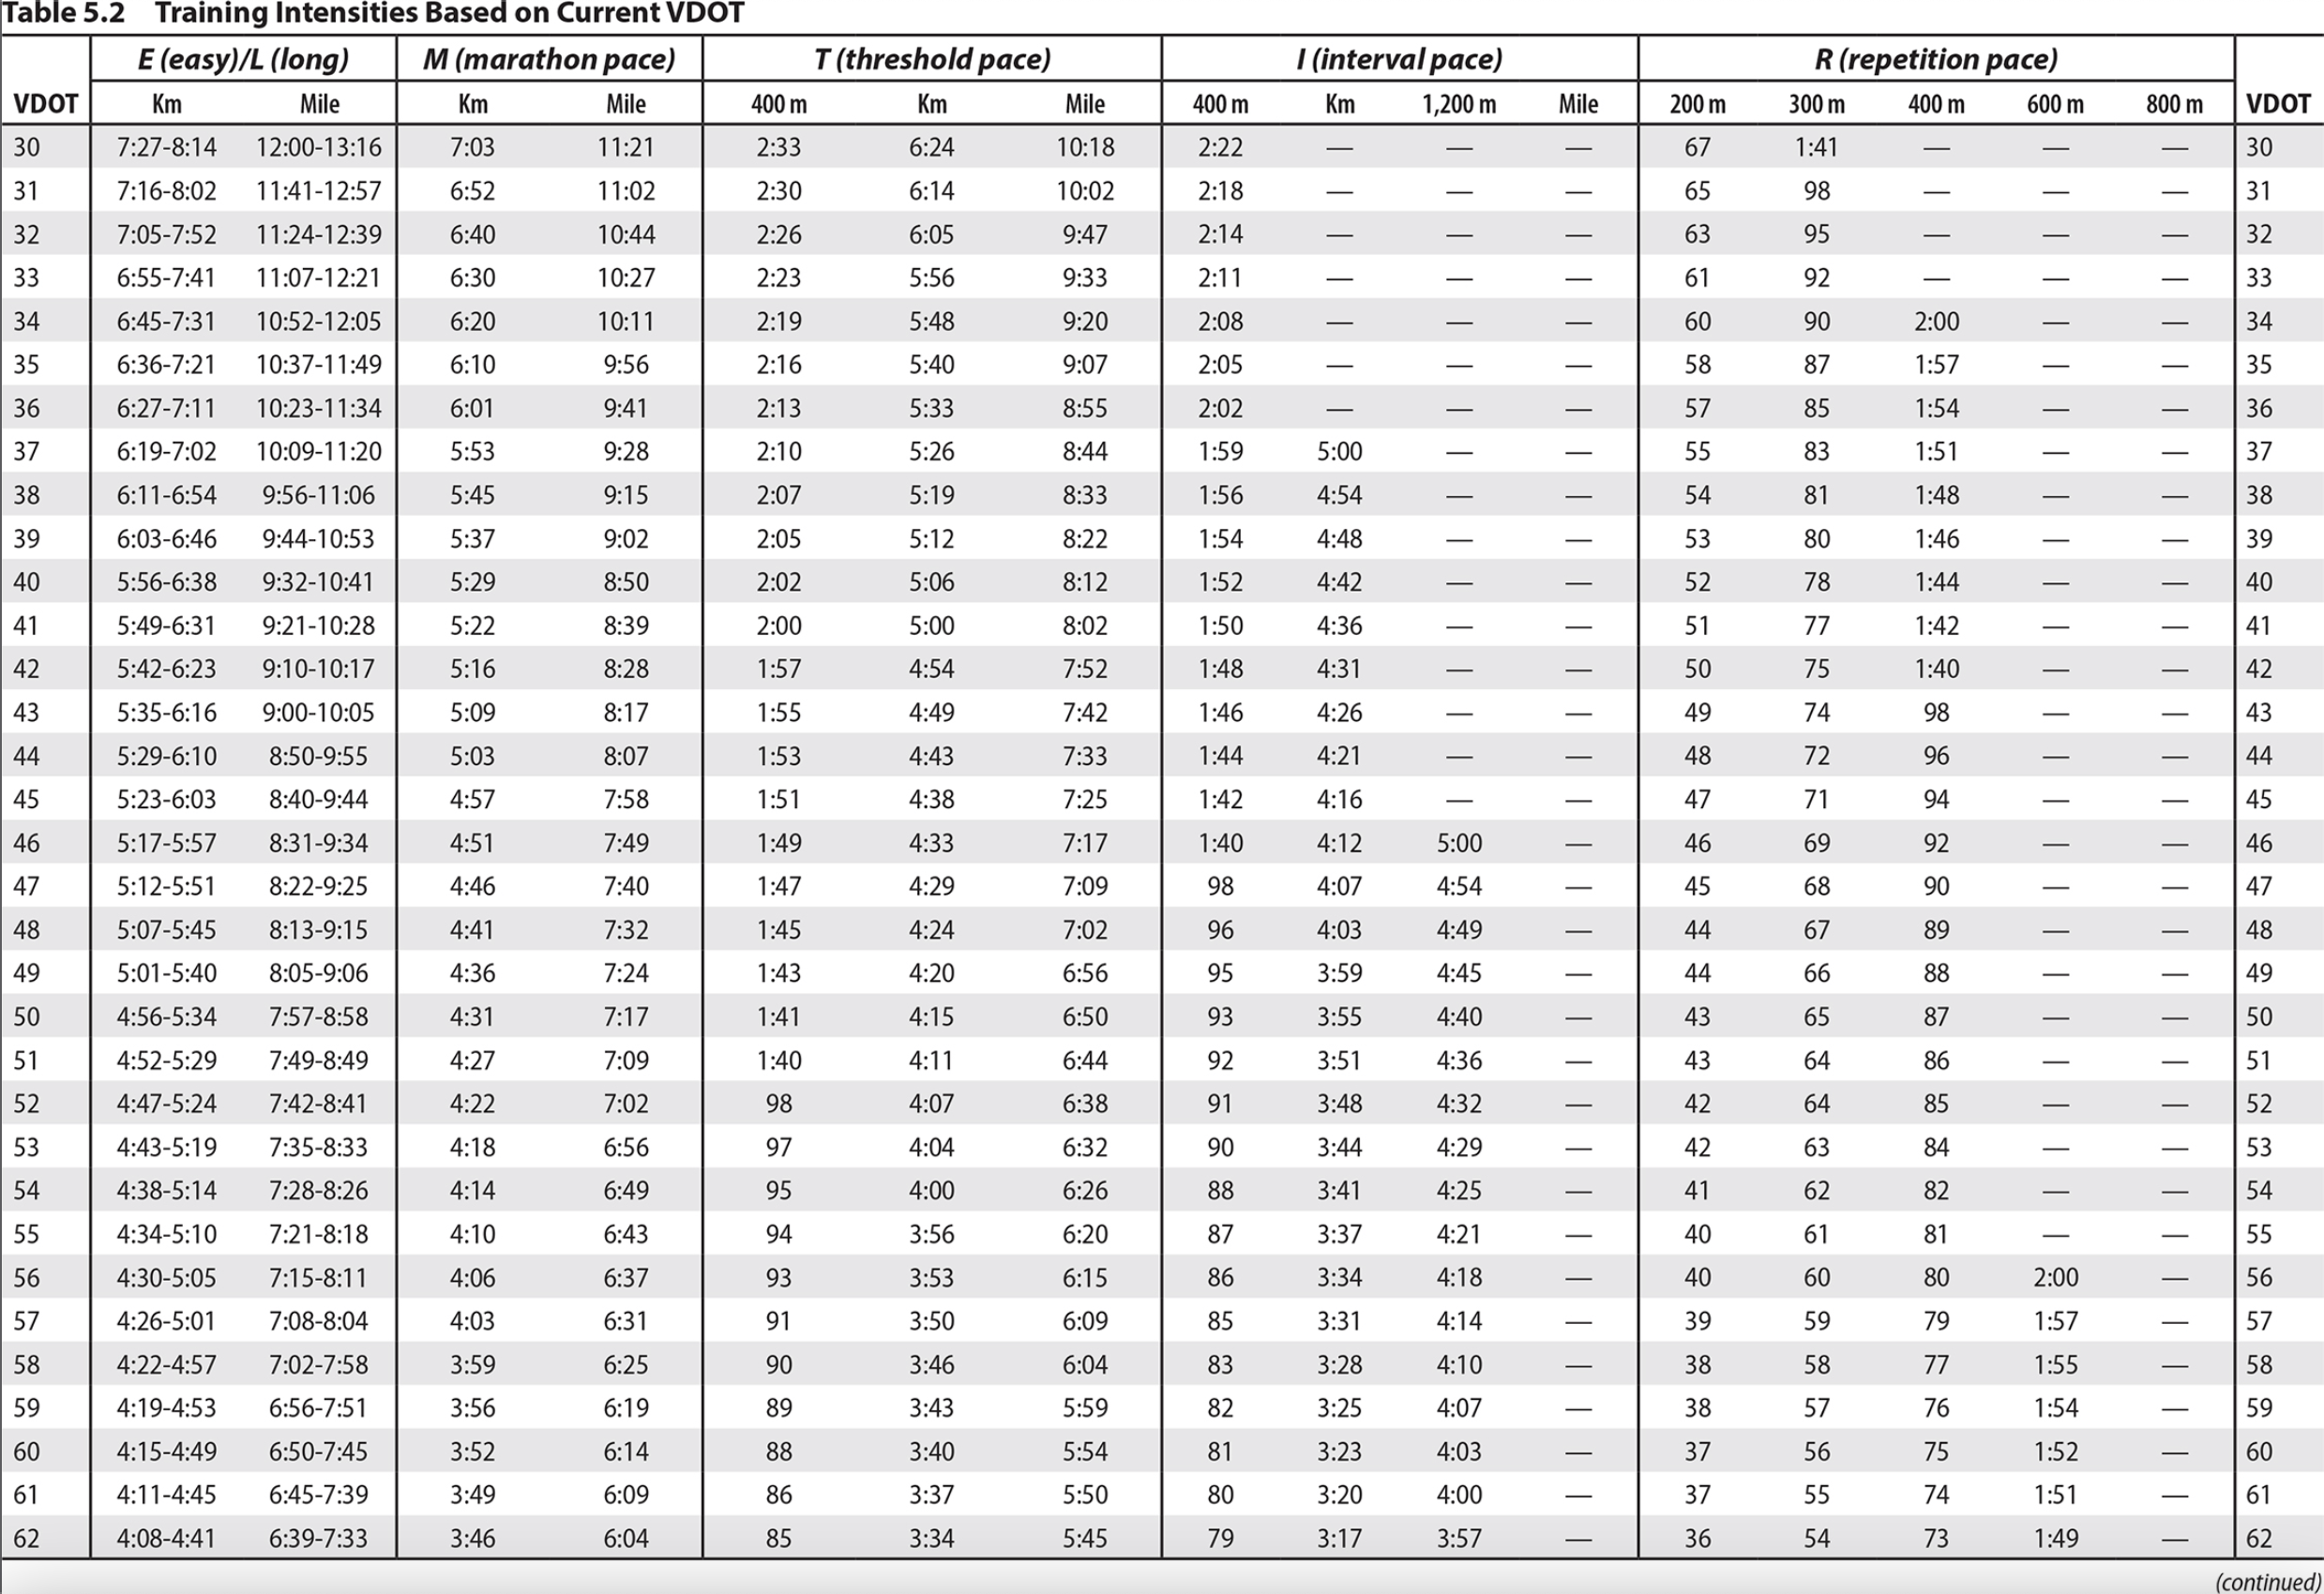 Table 5.2 Training Intensities Based on Current VDOT
E (easy)/L (long) M (marathon pace) T (threshold pace) I (interval pace) R (repetition pace)
VDOT Km Mile Km Mile 400 m Km Mile 400 m Km 1,200 m Mile 200 m 300 m 400 m 600 m 800 m VDOT
30 7:27-8:14 12:00-13:16 7:03 11:21 2:33 6:24 10:18 2:22 — — — 67 1:41 — — — 30
31 7:16-8:02 11:41-12:57 6:52 11:02 2:30 6:14 10:02 2:18 — — — 65 98 — — — 31
32 7:05-7:52 11:24-12:39 6:40 10:44 2:26 6:05 9:47 2:14 — — — 63 95 — — — 32
33 6:55-7:41 11:07-12:21 6:30 10:27 2:23 5:56 9:33 2:11 — — — 61 92 — — — 33
34 6:45-7:31 10:52-12:05 6:20 10:11 2:19 5:48 9:20 2:08 — — — 60 90 2:00 — — 34
35 6:36-7:21 10:37-11:49 6:10 9:56 2:16 5:40 9:07 2:05 — — — 58 87 1:57 — — 35
36 6:27-7:11 10:23-11:34 6:01 9:41 2:13 5:33 8:55 2:02 — — — 57 85 1:54 — — 36
37 6:19-7:02 10:09-11:20 5:53 9:28 2:10 5:26 8:44 1:59 5:00 — — 55 83 1:51 — — 37
38 6:11-6:54 9:56-11:06 5:45 9:15 2:07 5:19 8:33 1:56 4:54 — — 54 81 1:48 — — 38
39 6:03-6:46 9:44-10:53 5:37 9:02 2:05 5:12 8:22 1:54 4:48 — — 53 80 1:46 — — 39
40 5:56-6:38 9:32-10:41 5:29 8:50 2:02 5:06 8:12 1:52 4:42 — — 52 78 1:44 — — 40
41 5:49-6:31 9:21-10:28 5:22 8:39 2:00 5:00 8:02 1:50 4:36 — — 51 77 1:42 — — 41
42 5:42-6:23 9:10-10:17 5:16 8:28 1:57 4:54 7:52 1:48 4:31 — — 50 75 1:40 — — 42
43 5:35-6:16 9:00-10:05 5:09 8:17 1:55 4:49 7:42 1:46 4:26 — — 49 74 98 — — 43
44 5:29-6:10 8:50-9:55 5:03 8:07 1:53 4:43 7:33 1:44 4:21 — — 48 72 96 — — 44
45 5:23-6:03 8:40-9:44 4:57 7:58 1:51 4:38 7:25 1:42 4:16 — — 47 71 94 — — 45
46 5:17-5:57 8:31-9:34 4:51 7:49 1:49 4:33 7:17 1:40 4:12 5:00 — 46 69 92 — — 46
47 5:12-5:51 8:22-9:25 4:46 7:40 1:47 4:29 7:09 98 4:07 4:54 — 45 68 90 — — 47
48 5:07-5:45 8:13-9:15 4:41 7:32 1:45 4:24 7:02 96 4:03 4:49 — 44 67 89 — — 48
49 5:01-5:40 8:05-9:06 4:36 7:24 1:43 4:20 6:56 95 3:59 4:45 — 44 66 88 — — 49
50 4:56-5:34 7:57-8:58 4:31 7:17 1:41 4:15 6:50 93 3:55 4:40 — 43 65 87 — — 50
51 4:52-5:29 7:49-8:49 4:27 7:09 1:40 4:11 6:44 92 3:51 4:36 — 43 64 86 — — 51
52 4:47-5:24 7:42-8:41 4:22 7:02 98 4:07 6:38 91 3:48 4:32 — 42 64 85 — — 52
53 4:43-5:19 7:35-8:33 4:18 6:56 97 4:04 6:32 90 3:44 4:29 — 42 63 84 — — 53
54 4:38-5:14 7:28-8:26 4:14 6:49 95 4:00 6:26 88 3:41 4:25 — 41 62 82 — — 54
55 4:34-5:10 7:21-8:18 4:10 6:43 94 3:56 6:20 87 3:37 4:21 — 40 61 81 — — 55
56 4:30-5:05 7:15-8:11 4:06 6:37 93 3:53 6:15 86 3:34 4:18 — 40 60 80 2:00 — 56
57 4:26-5:01 7:08-8:04 4:03 6:31 91 3:50 6:09 85 3:31 4:14 — 39 59 79 1:57 — 57
58 4:22-4:57 7:02-7:58 3:59 6:25 90 3:46 6:04 83 3:28 4:10 — 38 58 77 1:55 — 58
59 4:19-4:53 6:56-7:51 3:56 6:19 89 3:43 5:59 82 3:25 4:07 — 38 57 76 1:54 — 59
60 4:15-4:49 6:50-7:45 3:52 6:14 88 3:40 5:54 81 3:23 4:03 — 37 56 75 1:52 — 60
61 4:11-4:45 6:45-7:39 3:49 6:09 86 3:37 5:50 80 3:20 4:00 — 37 55 74 1:51 — 61
62 4:08-4:41 6:39-7:33 3:46 6:04 85 3:34 5:45 79 3:17 3:57 — 36 54 73 1:49 — 62
(continued)